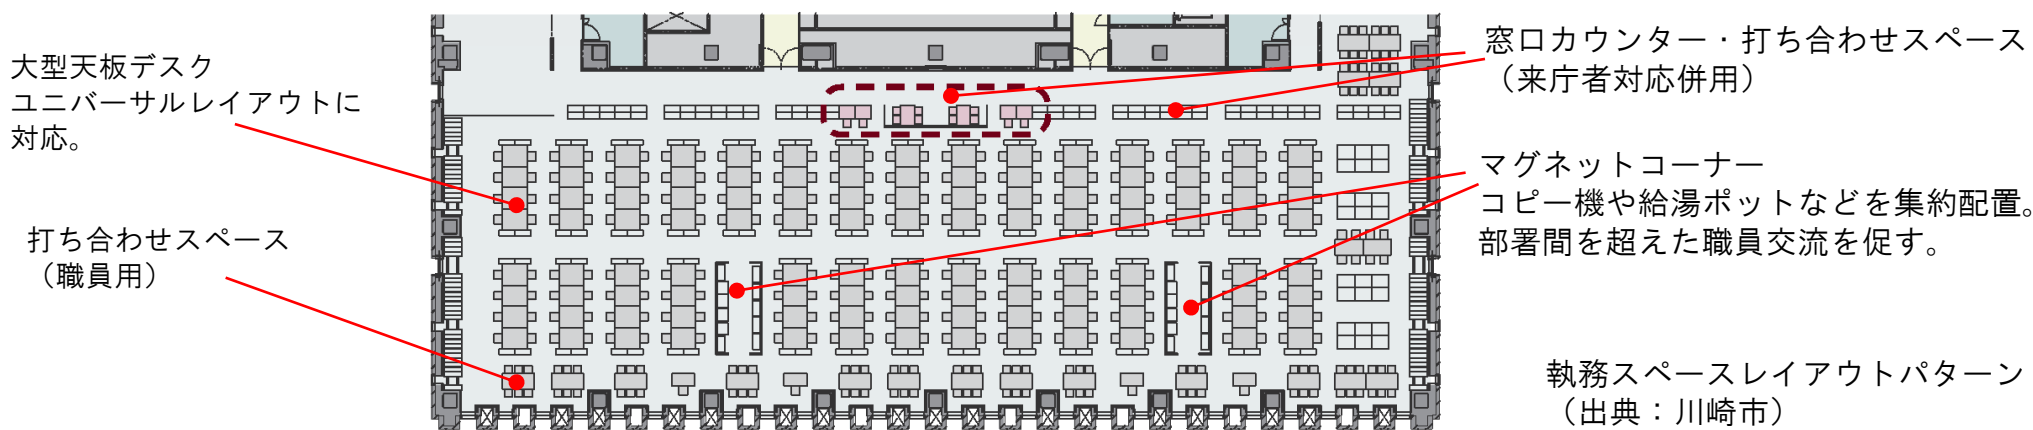 大型天板デスク
ユニバーサルレイアウトに
対応。
打ち合わせスペース
（職員用）
窓口カウンター・打ち合わせスペース
（来庁者対応併用）
マグネットコーナー
コピー機や給湯ポットなどを集約配置。
部署間を超えた職員交流を促す。
執務スペースレイアウトパターン
（出典：川崎市）